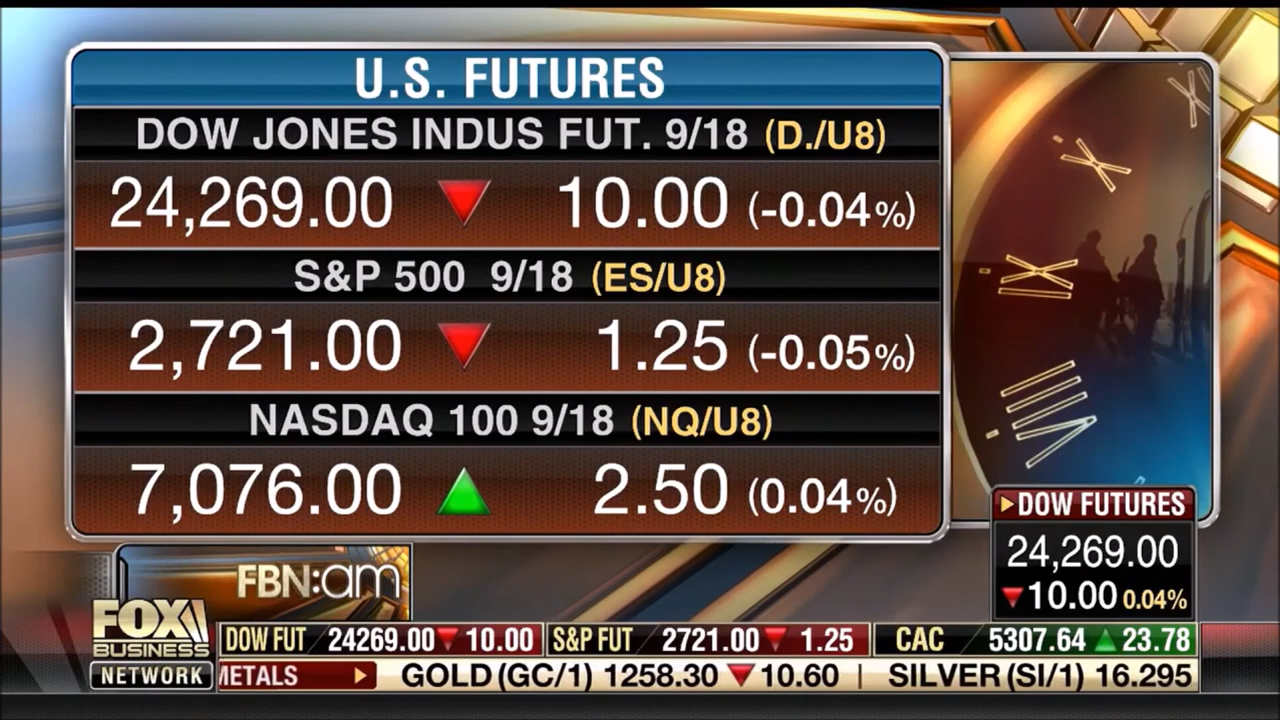 U.S. FUTURES
DOW JONES INDUS FUT. 9/18 (D./U8)
24,269.00 ▼ 10.00 (-0.04%)
S&P 500 9/18 (ES/U8)
2,721.00 ▼ 1.25 (-0.05%)
NASDAQ 100 9/18 (NQ/U8)
7,076.00 ▲ 2.50 (0.04%)
DOW FUTURES
24,269.00
▼ 10.00 0.04%
FBN:am
FOX
BUSINESS
NETWORK
DOW FUT 24269.00 ▼ 10.00 S&P FUT 2721.00 ▼ 1.25 CAC 5307.64 ▲ 23.78
METALS GOLD (GC/1) 1258.30 ▼ 10.60 | SILVER (SI/1) 16.295